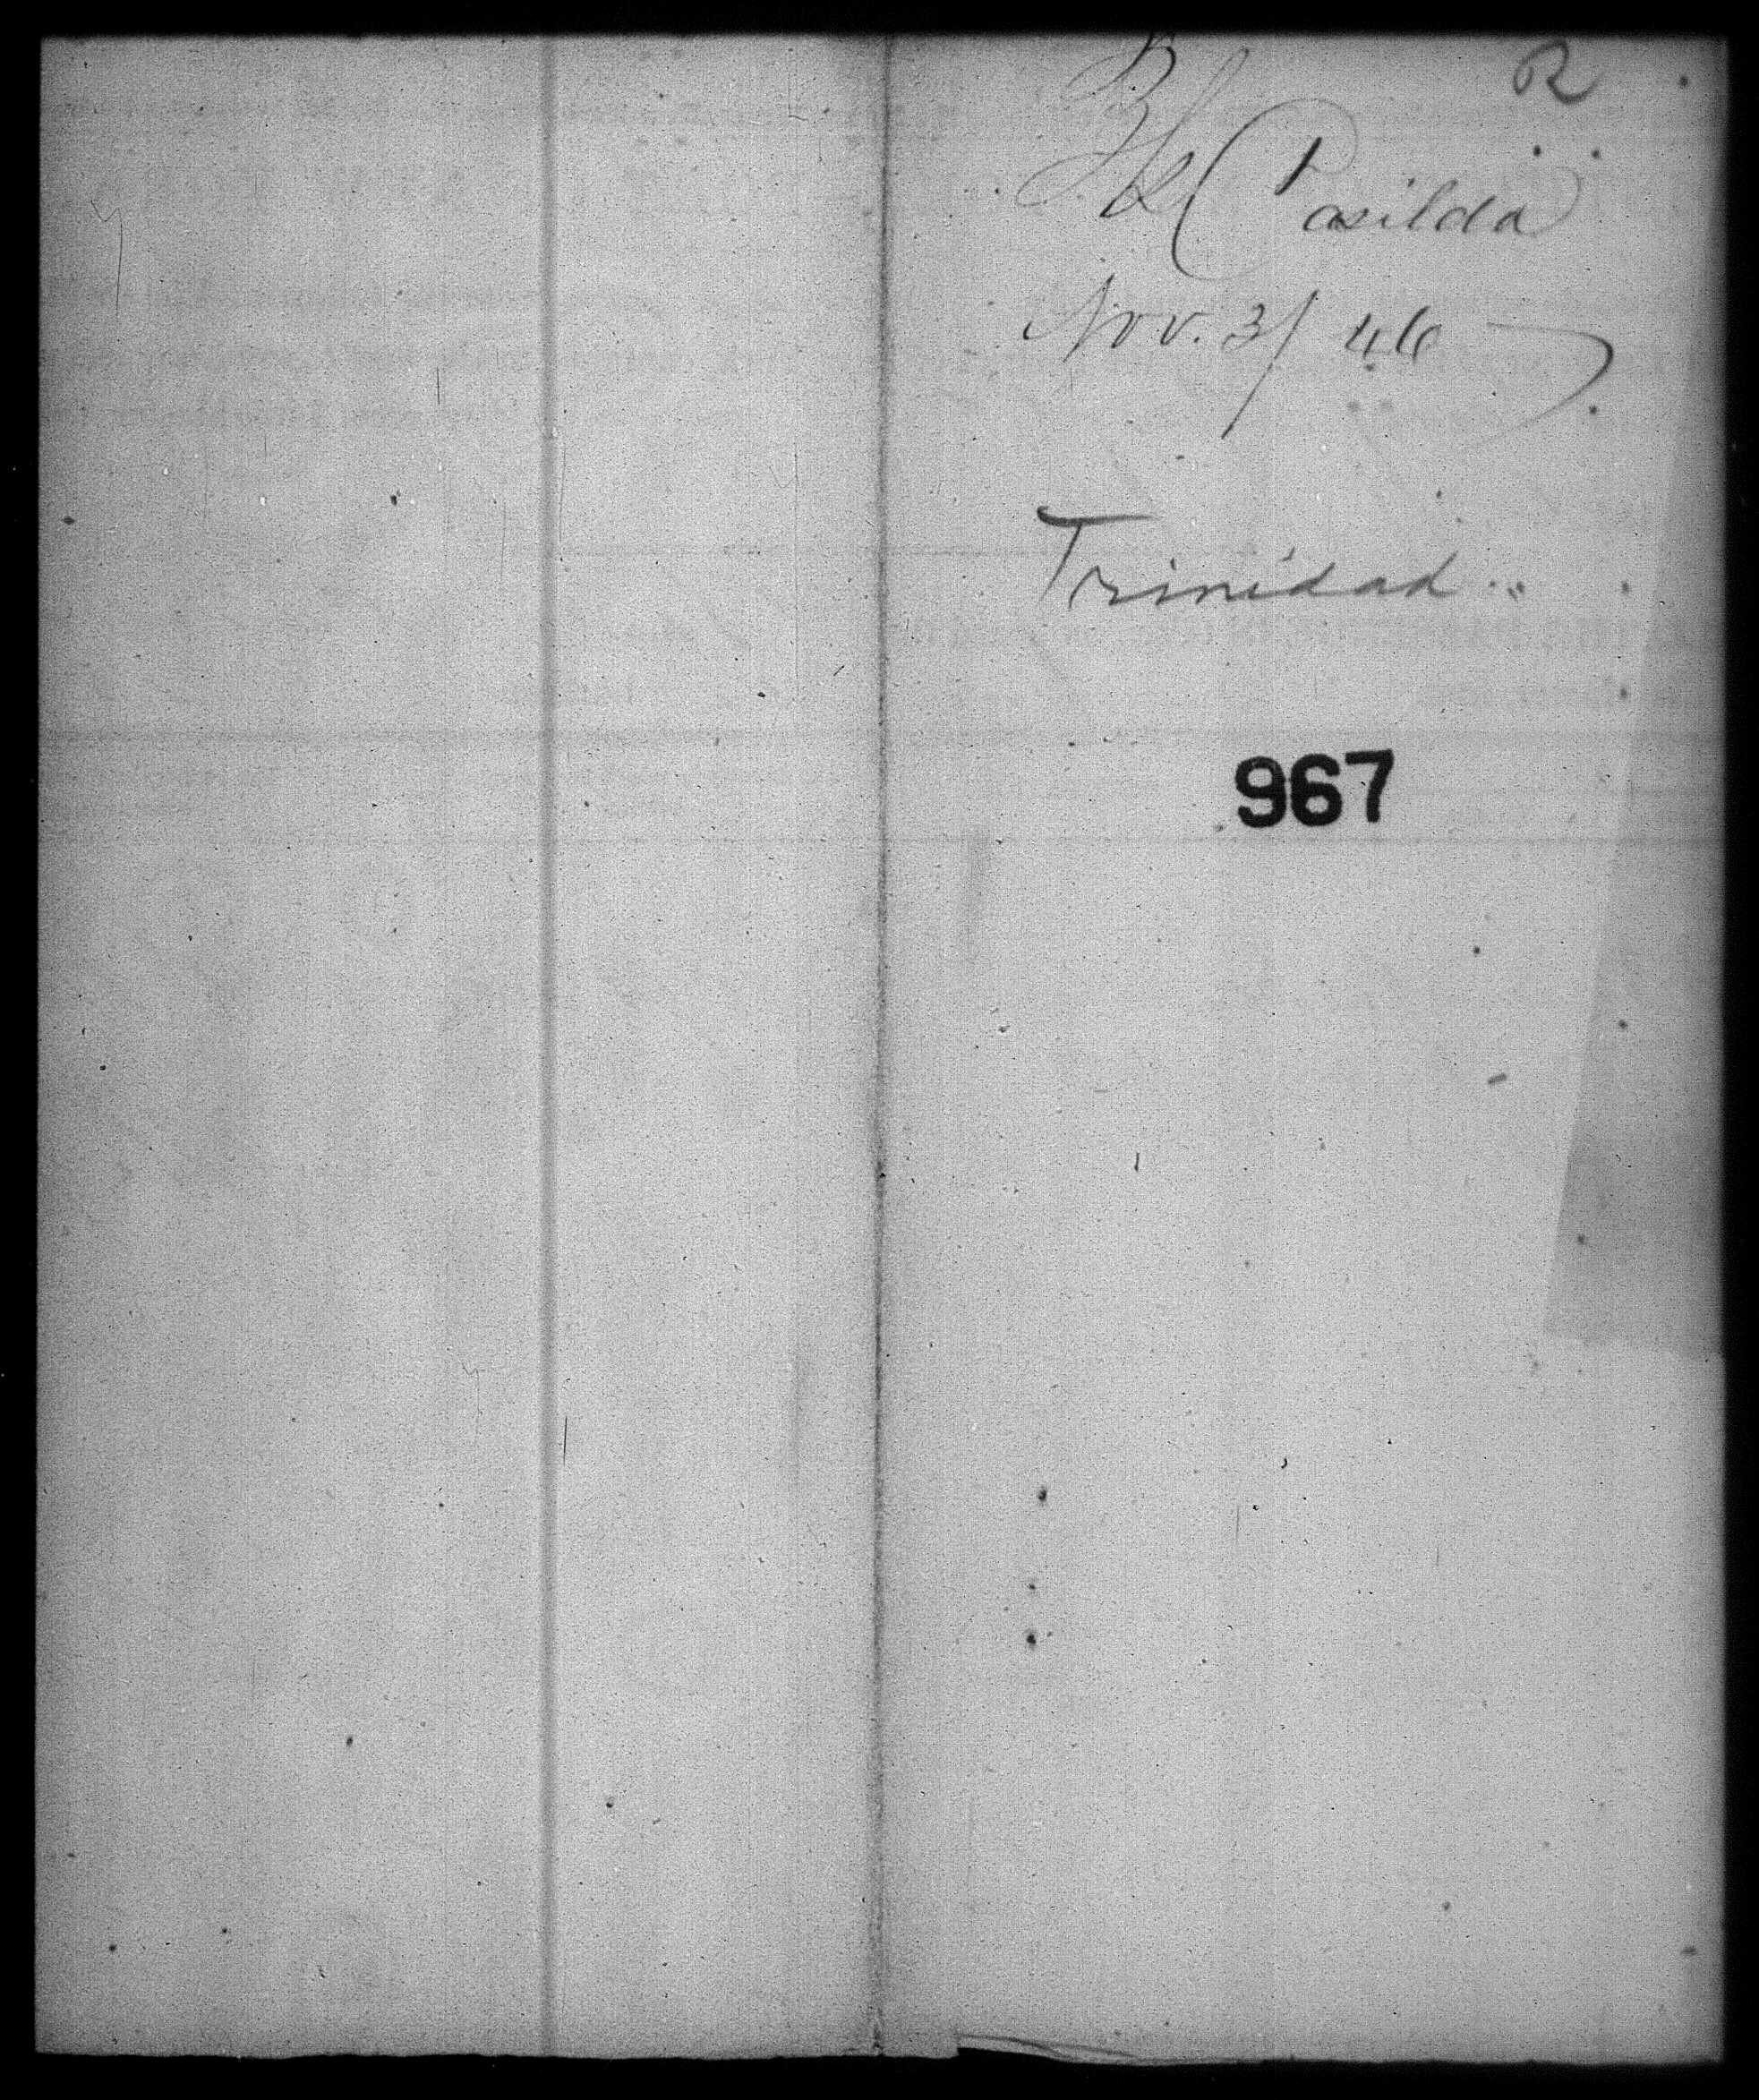 R
Bk Casilda
Nov. 3/46
Trinidad
967